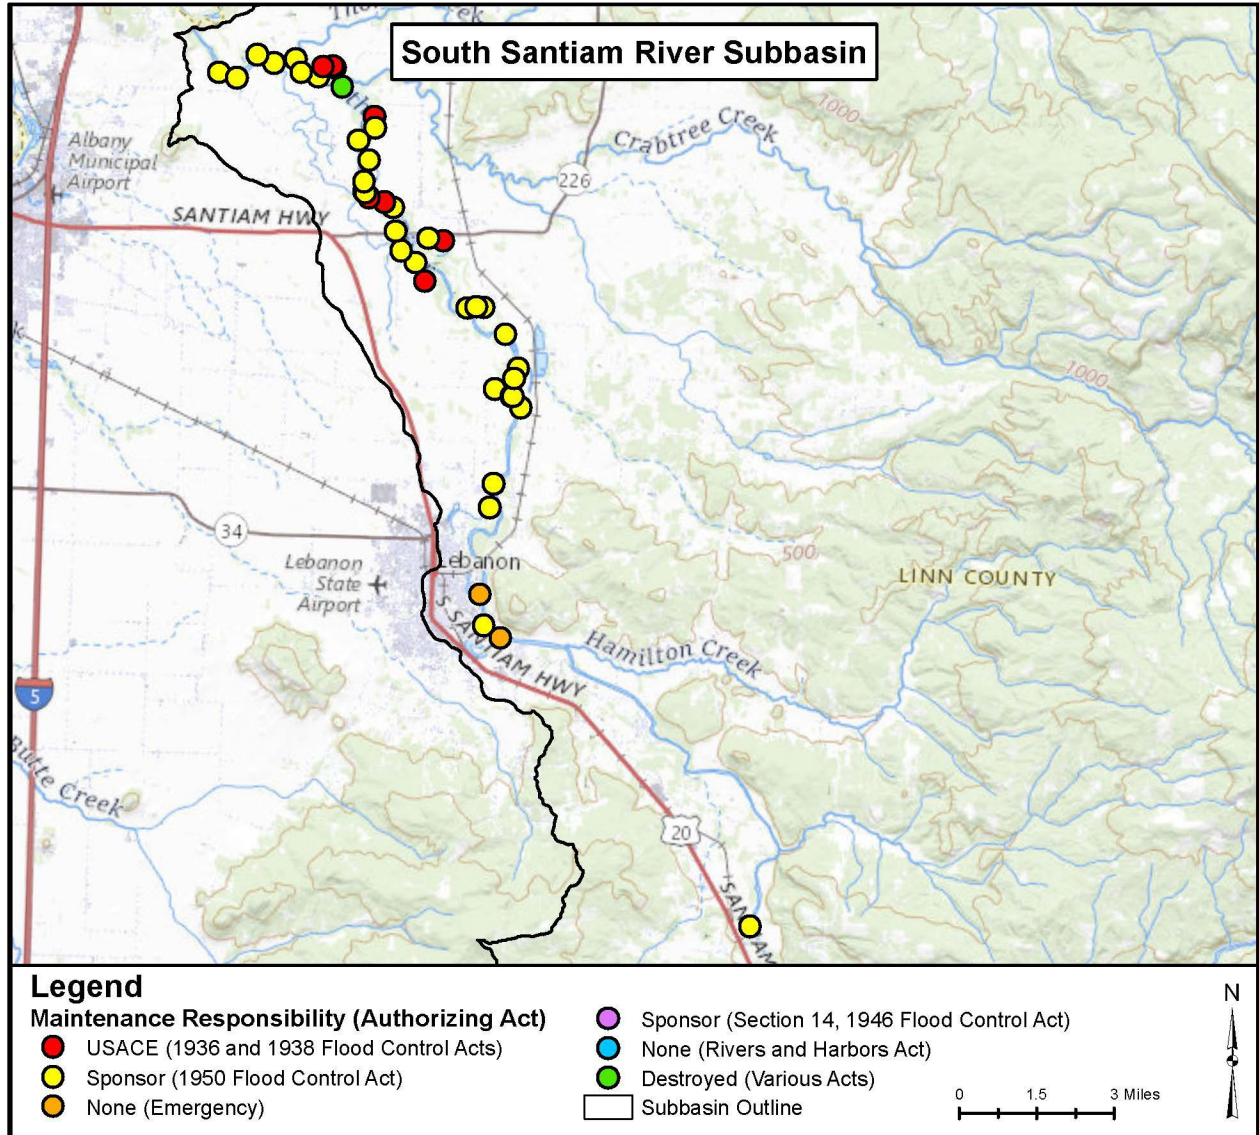 South Santiam River Subbasin
Crabtree Creek
1000
Albany
Municipal
Airport
226
SANTIAM HWY
1000
34
500
Lebanon
Lebanon
State
Airport
LINN COUNTY
S SANTIAM HWY
Hamilton Creek
5
Butte Creek
20
Legend
Maintenance Responsibility (Authorizing Act)
USACE (1936 and 1938 Flood Control Acts)
Sponsor (1950 Flood Control Act)
None (Emergency)
Sponsor (Section 14, 1946 Flood Control Act)
None (Rivers and Harbors Act)
Destroyed (Various Acts)
Subbasin Outline
N
0 1.5 3 Miles